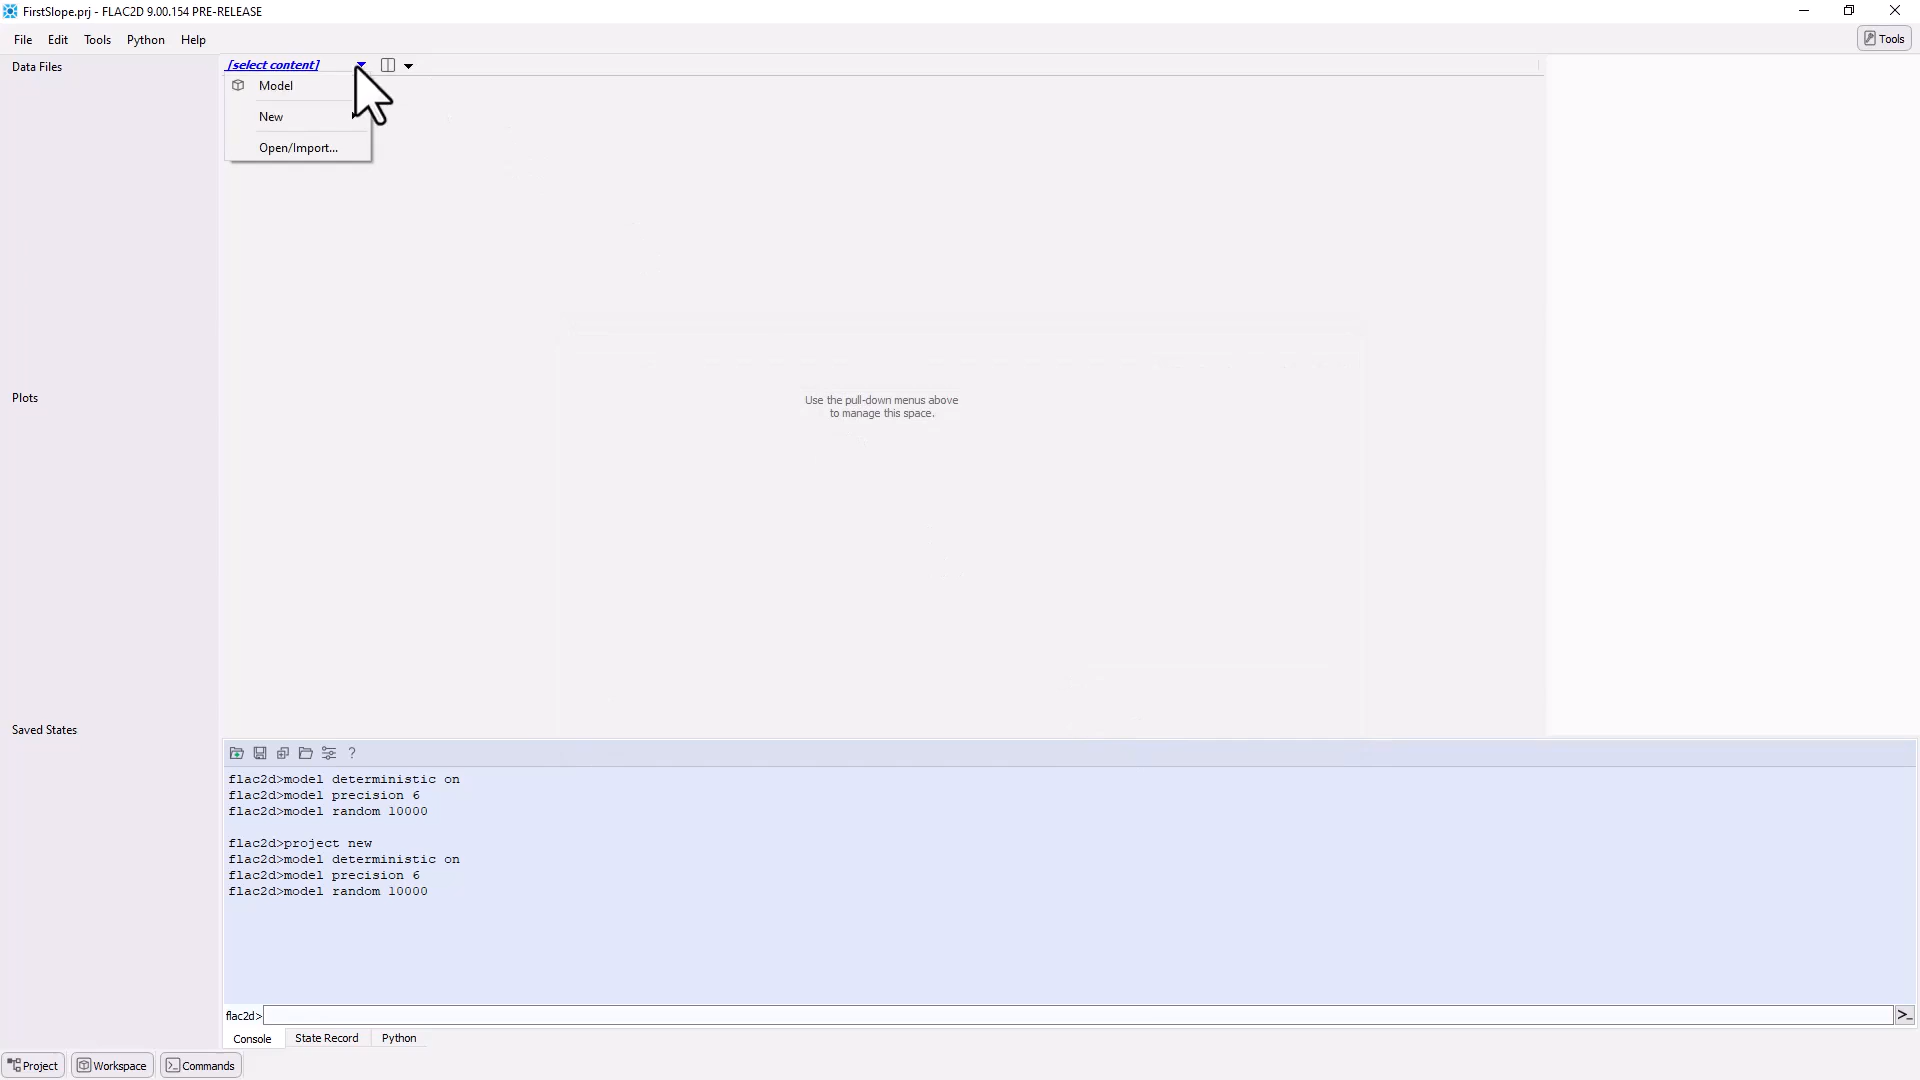 FirstSlope.prj - FLAC2D 9.00.154 PRE-RELEASE
File Edit Tools Python Help
Tools
Data Files
[select content]
Model
New
Open/Import...
Use the pull-down menus above
to manage this space.
Plots
Saved States
?
flac2d>model deterministic on
flac2d>model precision 6
flac2d>model random 10000
flac2d>project new
flac2d>model deterministic on
flac2d>model precision 6
flac2d>model random 10000
flac2d>
Console State Record Python
Project Workspace Commands